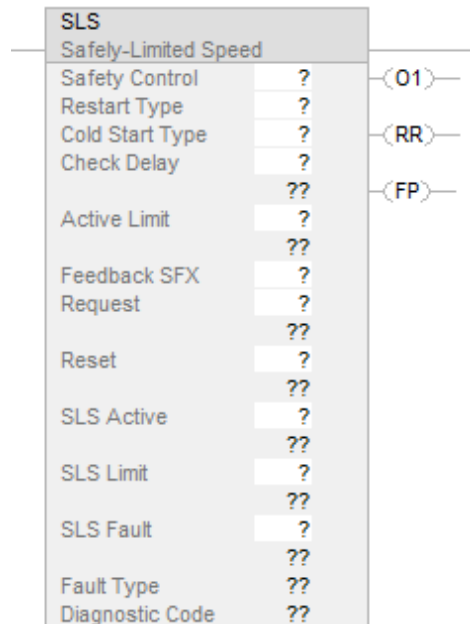 SLS
Safely-Limited Speed
Safety Control ? (O1)
Restart Type ?
Cold Start Type ? (RR)
Check Delay ?
?? (FP)
Active Limit ?
??
Feedback SFX ?
Request ?
??
Reset ?
??
SLS Active ?
??
SLS Limit ?
??
SLS Fault ?
??
Fault Type ??
Diagnostic Code ??